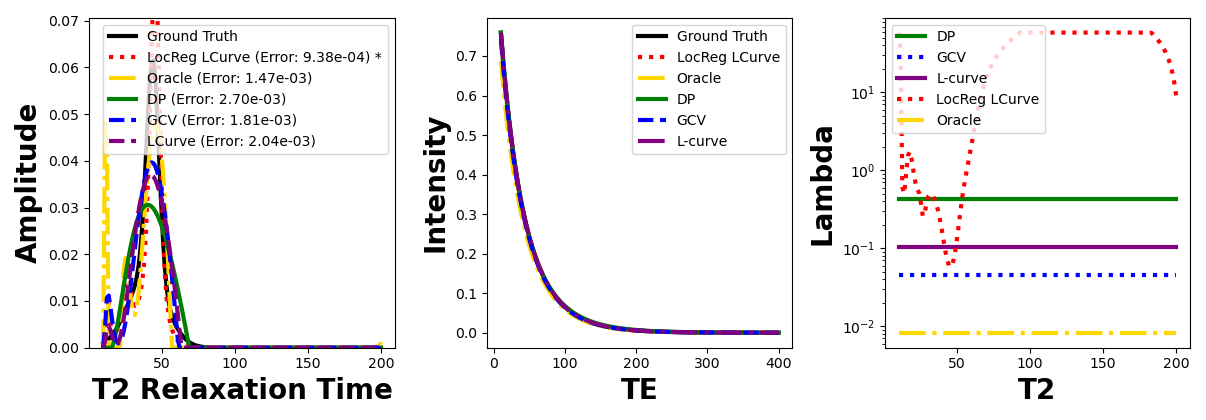 0.07
0.06
0.05
0.04
0.03
0.02
0.01
0.00
Amplitude
Ground Truth
LocReg LCurve (Error: 9.38e-04) *
Oracle (Error: 1.47e-03)
DP (Error: 2.70e-03)
GCV (Error: 1.81e-03)
LCurve (Error: 2.04e-03)
50
100
150
200
T2 Relaxation Time
0.7
0.6
0.5
0.4
0.3
0.2
0.1
0.0
Intensity
Ground Truth
LocReg LCurve
Oracle
DP
GCV
L-curve
0
100
200
300
400
TE
10¹
10⁰
10⁻¹
10⁻²
Lambda
DP
GCV
L-curve
LocReg LCurve
Oracle
50
100
150
200
T2